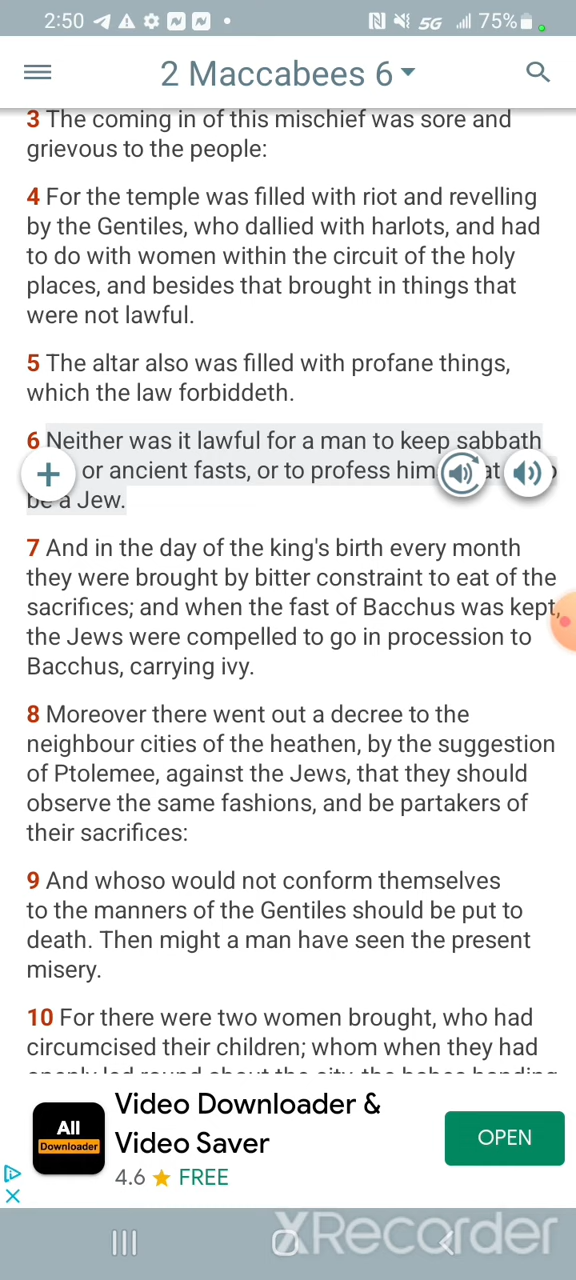 2:50
5G
75%
2 Maccabees 6
3 The coming in of this mischief was sore and
grievous to the people:
4 For the temple was filled with riot and revelling
by the Gentiles, who dallied with harlots, and had
to do with women within the circuit of the holy
places, and besides that brought in things that
were not lawful.
5 The altar also was filled with profane things,
which the law forbiddeth.
6 Neither was it lawful for a man to keep sabbath
or ancient fasts, or to profess
be a Jew.
7 And in the day of the king's birth every month
they were brought by bitter constraint to eat of the
sacrifices; and when the fast of Bacchus was kept,
the Jews were compelled to go in procession to
Bacchus, carrying ivy.
8 Moreover there went out a decree to the
neighbour cities of the heathen, by the suggestion
of Ptolemee, against the Jews, that they should
observe the same fashions, and be partakers of
their sacrifices:
9 And whoso would not conform themselves
to the manners of the Gentiles should be put to
death. Then might a man have seen the present
misery.
10 For there were two women brought, who had
circumcised their children; whom when they had
All
Downloader
Video Downloader &
Video Saver
4.6 ★ FREE
OPEN
XRecorder